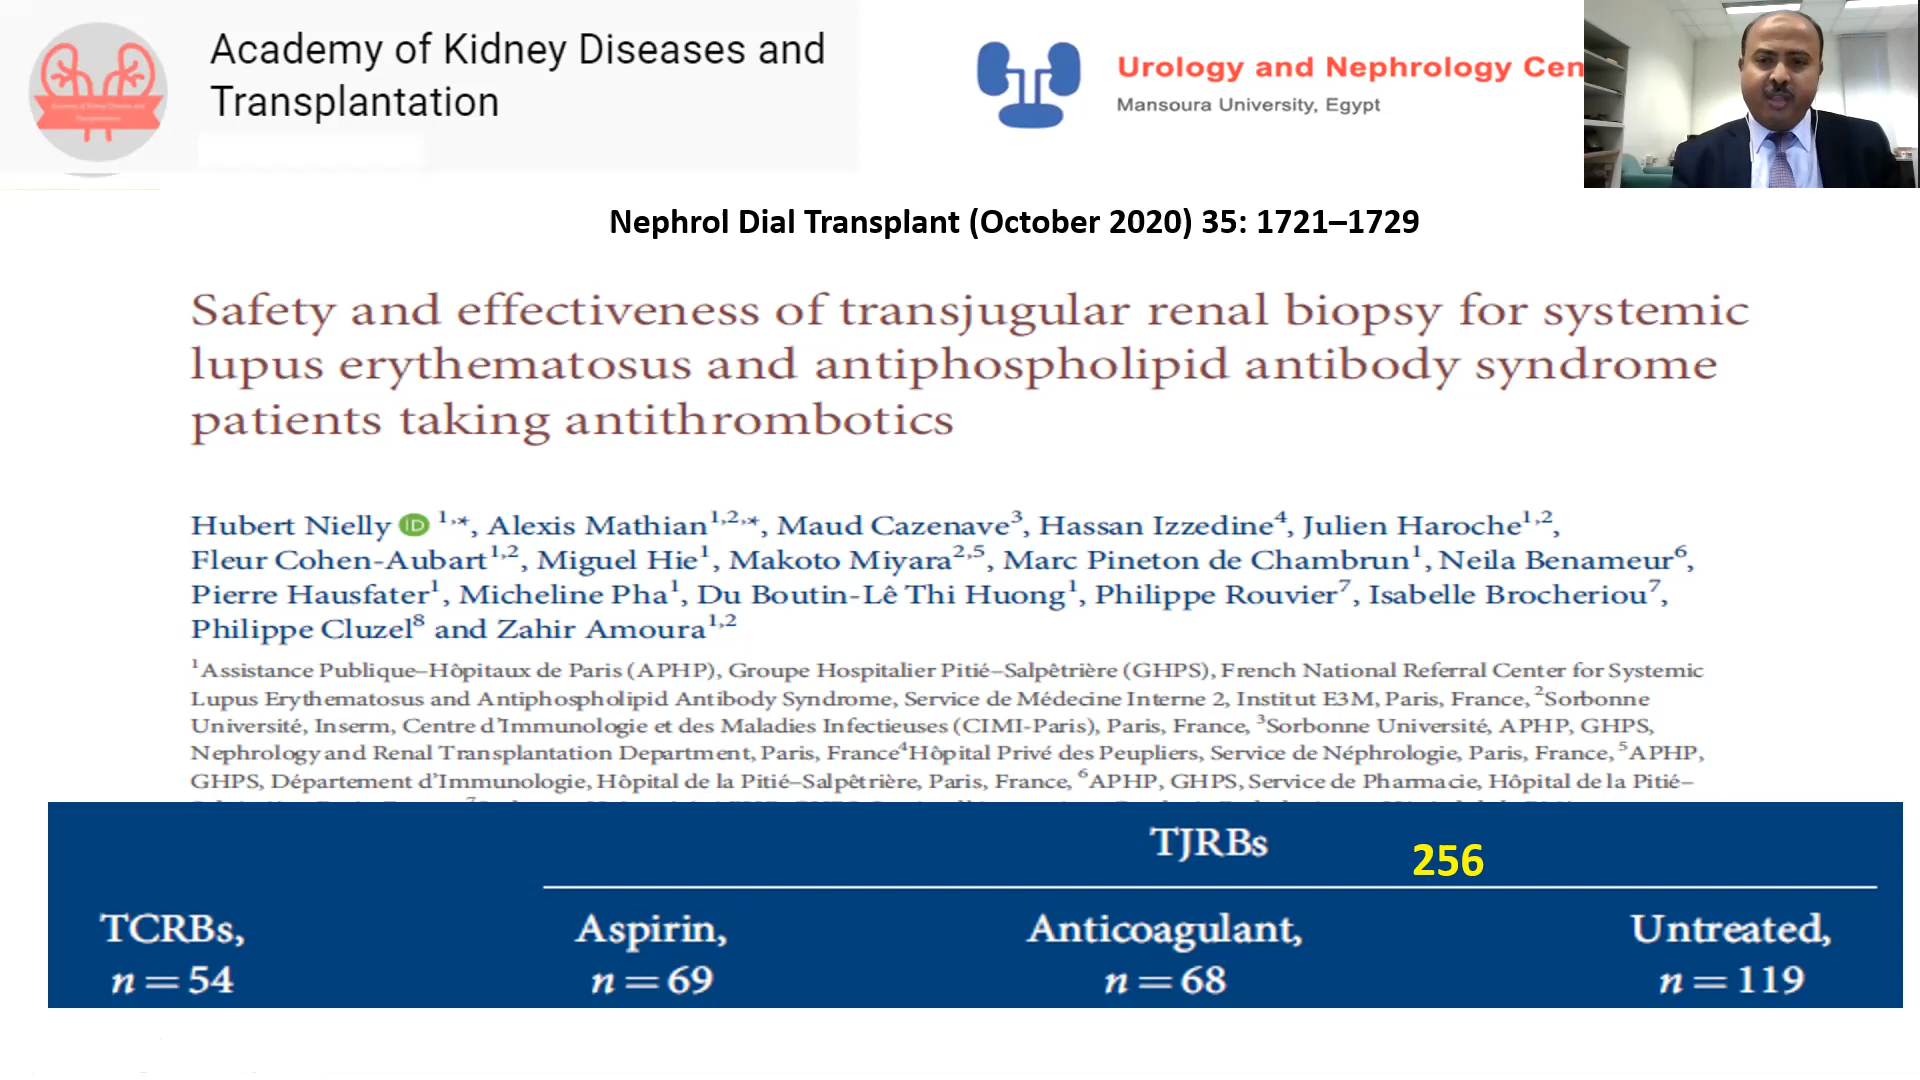 Academy of Kidney Diseases and
Transplantation
Urology and Nephrology Cen
Mansoura University, Egypt
Nephrol Dial Transplant (October 2020) 35: 1721–1729
Safety and effectiveness of transjugular renal biopsy for systemic
lupus erythematosus and antiphospholipid antibody syndrome
patients taking antithrombotics
Hubert Nielly iD 1,*, Alexis Mathian1,2,*, Maud Cazenave3, Hassan Izzedine4, Julien Haroche1,2,
Fleur Cohen-Aubart1,2, Miguel Hie1, Makoto Miyara2,5, Marc Pineton de Chambrun1, Neila Benameur6,
Pierre Hausfater1, Micheline Pha1, Du Boutin-Lê Thi Huong1, Philippe Rouvier7, Isabelle Brocheriou7,
Philippe Cluzel8 and Zahir Amoura1,2
1Assistance Publique–Hôpitaux de Paris (APHP), Groupe Hospitalier Pitié–Salpêtrière (GHPS), French National Referral Center for Systemic
Lupus Erythematosus and Antiphospholipid Antibody Syndrome, Service de Médecine Interne 2, Institut E3M, Paris, France, 2Sorbonne
Université, Inserm, Centre d'Immunologie et des Maladies Infectieuses (CIMI-Paris), Paris, France, 3Sorbonne Université, APHP, GHPS,
Nephrology and Renal Transplantation Department, Paris, France4Hôpital Privé des Peupliers, Service de Néphrologie, Paris, France, 5APHP,
GHPS, Département d'Immunologie, Hôpital de la Pitié–Salpêtrière, Paris, France, 6APHP, GHPS, Service de Pharmacie, Hôpital de la Pitié–
TJRBs 256
TCRBs, Aspirin, Anticoagulant, Untreated,
n = 54 n = 69 n = 68 n = 119